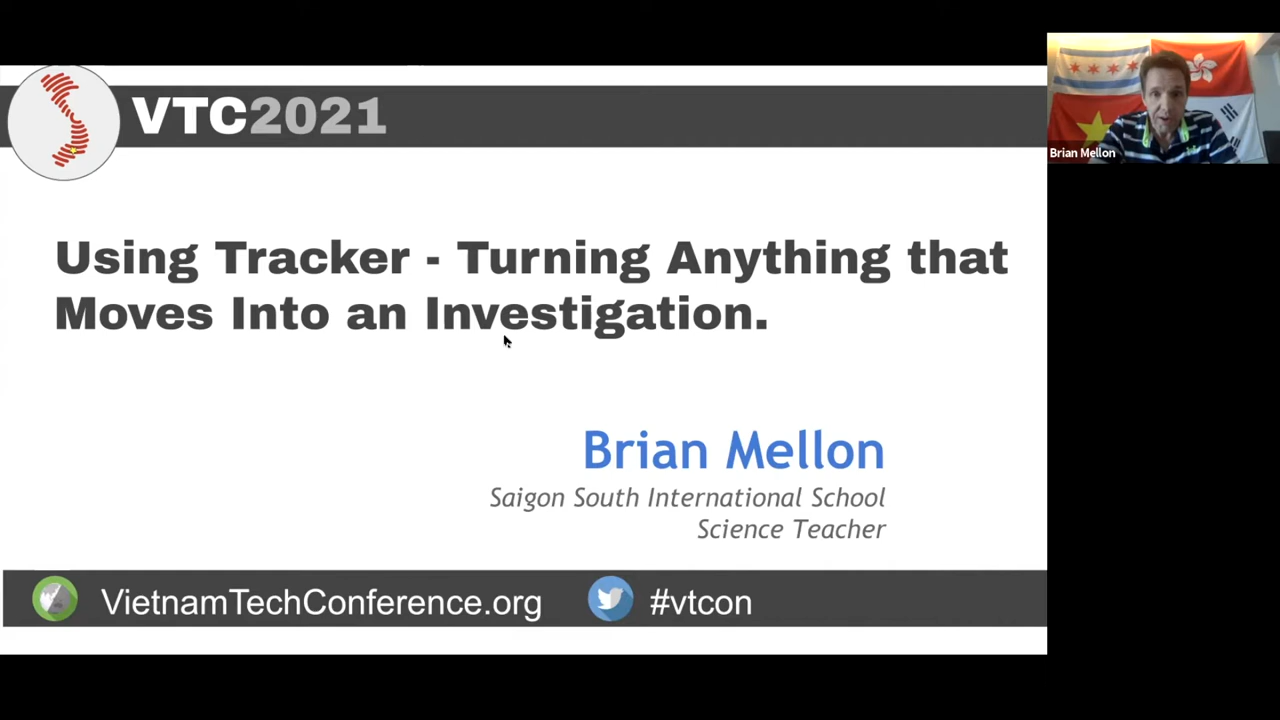 VTC2021
Using Tracker - Turning Anything that
Moves Into an Investigation.
Brian Mellon
Saigon South International School
Science Teacher
VietnamTechConference.org
#vtcon
Brian Mellon